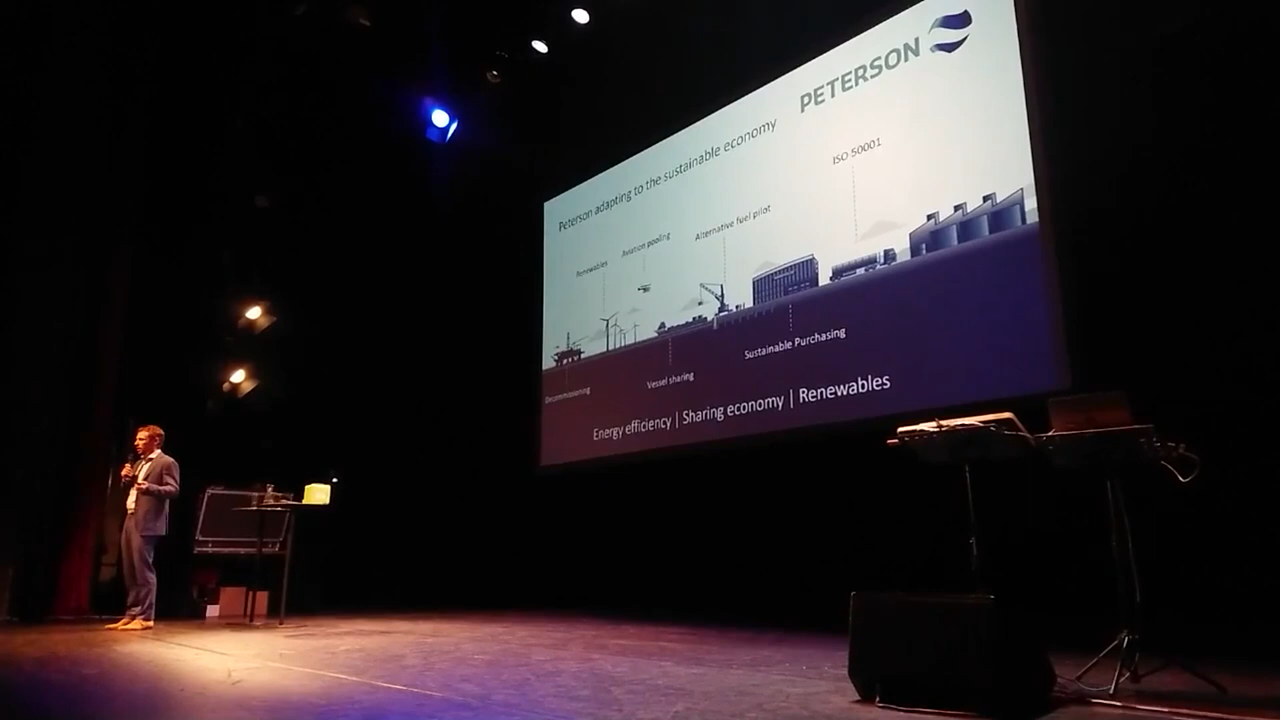 PETERSON
Peterson adapting to the sustainable economy
ISO 50001
Alternative fuel pilot
Aviation pooling
Renewables
Sustainable Purchasing
Vessel sharing
Decommissioning
Energy efficiency | Sharing economy | Renewables